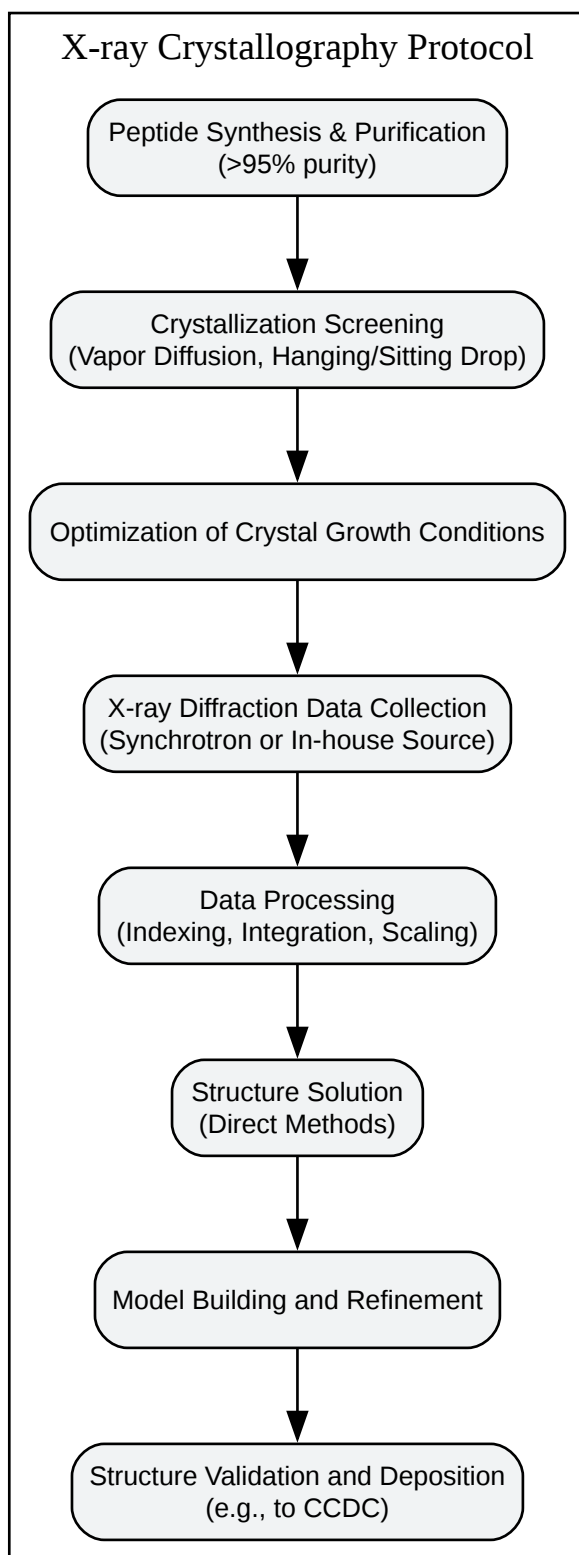 X-ray Crystallography Protocol
Peptide Synthesis & Purification
(>95% purity)
Crystallization Screening
(Vapor Diffusion, Hanging/Sitting Drop)
Optimization of Crystal Growth Conditions
X-ray Diffraction Data Collection
(Synchrotron or In-house Source)
Data Processing
(Indexing, Integration, Scaling)
Structure Solution
(Direct Methods)
Model Building and Refinement
Structure Validation and Deposition
(e.g., to CCDC)